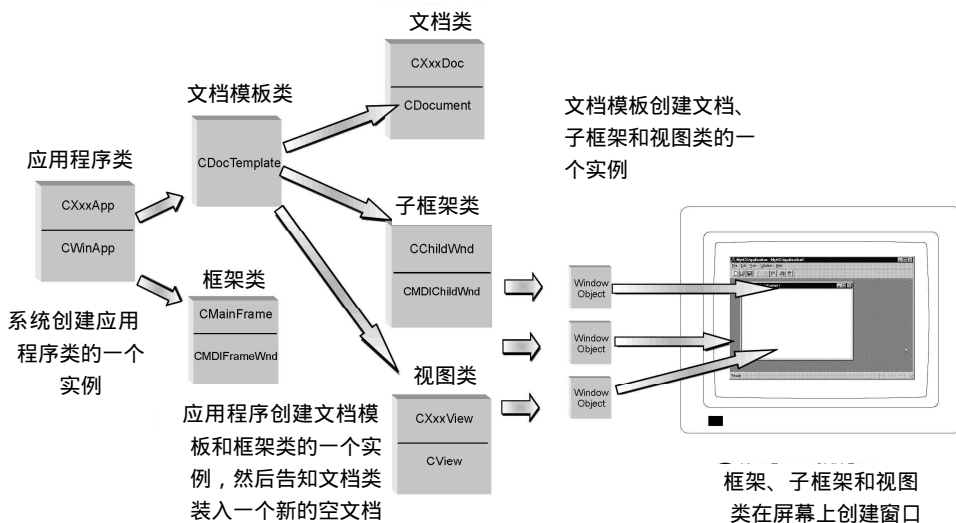 文档类
CXxxDoc
CDocument
文档模板类
CDocTemplate
文档模板创建文档、
子框架和视图类的一
个实例
应用程序类
CXxxApp
CWinApp
子框架类
CChildWnd
CMDIChildWnd
框架类
CMainFrame
CMDIFrameWnd
系统创建应用
程序类的一个
实例
Window
Object
Window
Object
Window
Object
视图类
CXxxView
CView
应用程序创建文档模
板和框架类的一个实
例，然后告知文档类
装入一个新的空文档
框架、子框架和视图
类在屏幕上创建窗口